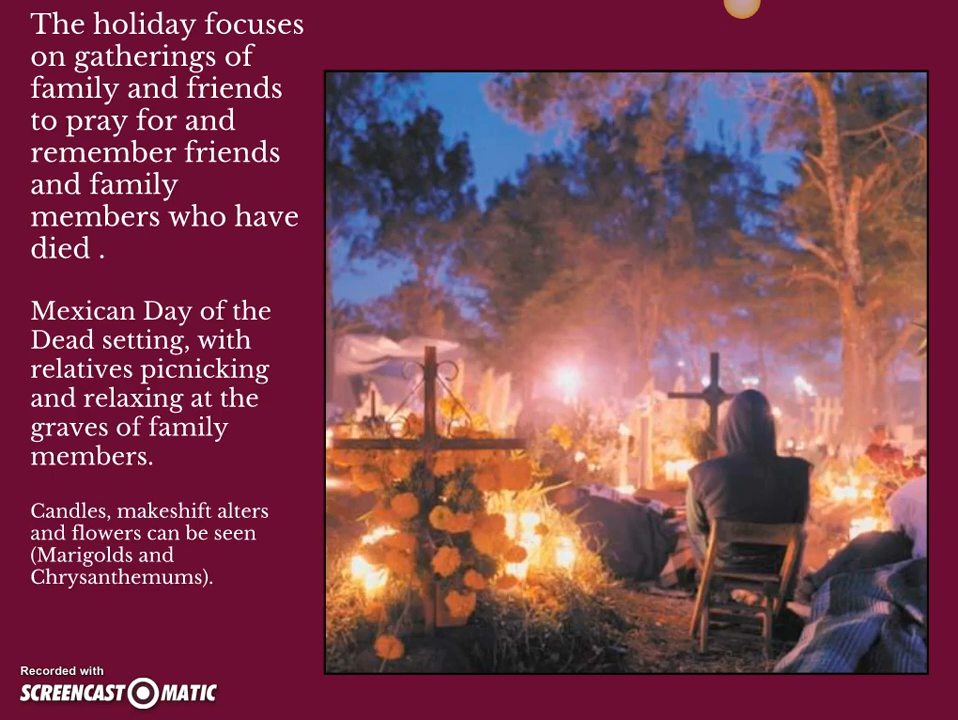 The holiday focuses
on gatherings of
family and friends
to pray for and
remember friends
and family
members who have
died .
Mexican Day of the
Dead setting, with
relatives picnicking
and relaxing at the
graves of family
members.
Candles, makeshift alters
and flowers can be seen
(Marigolds and
Chrysanthemums).
Recorded with
SCREENCAST MATIC